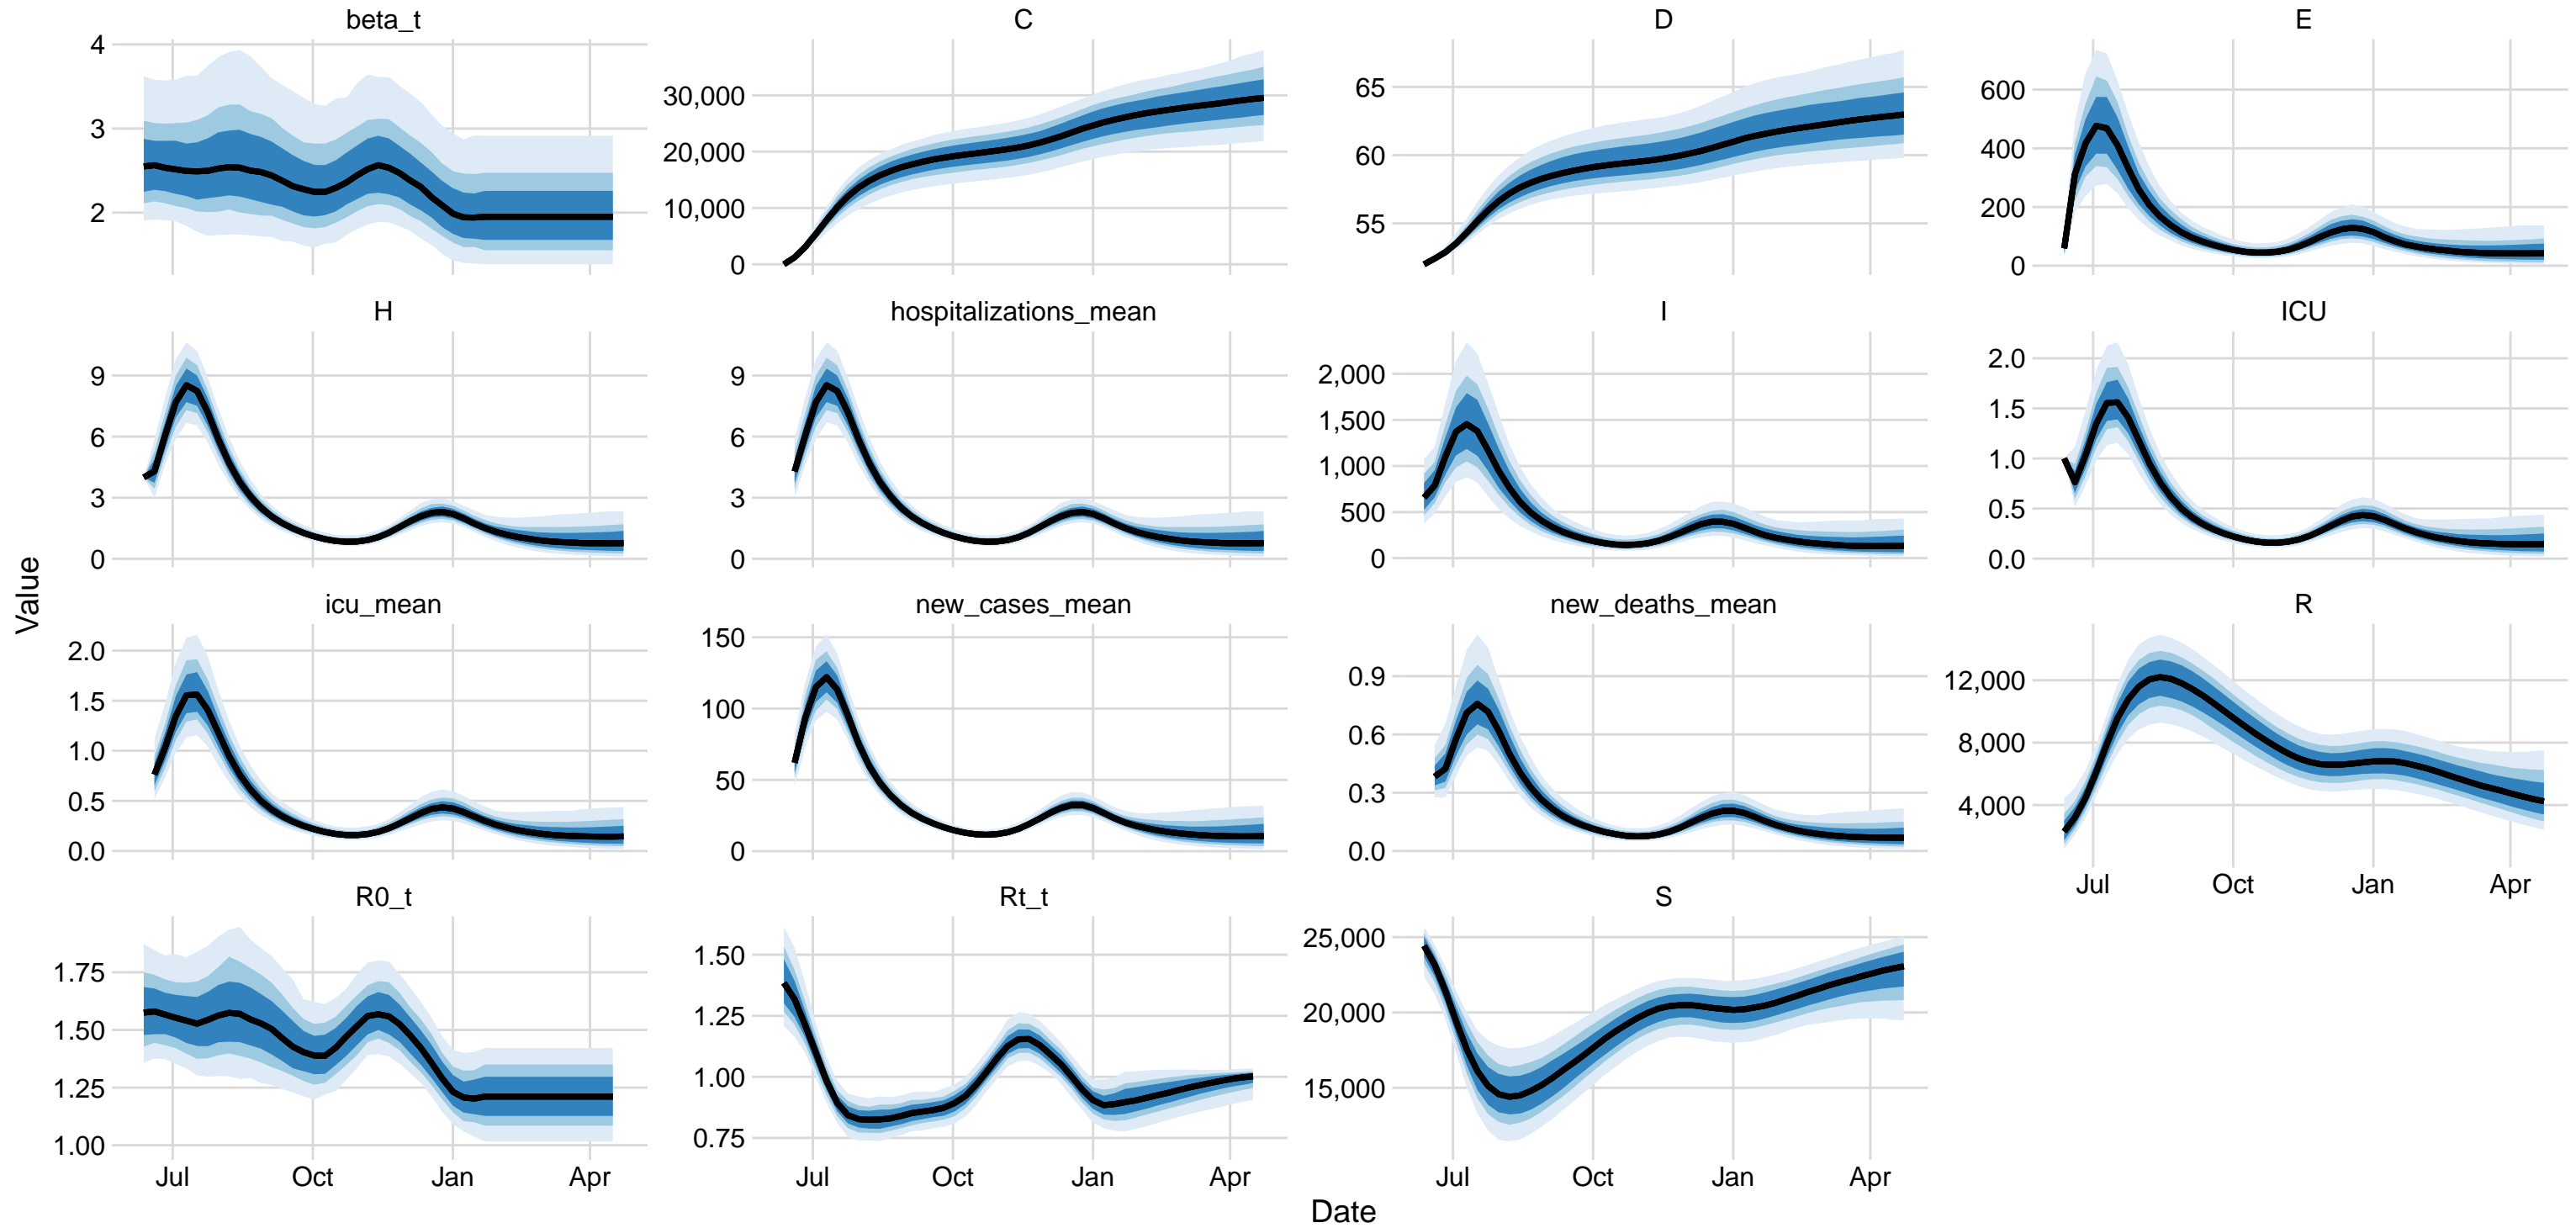 beta_t
C
D
E
4
3
2
30,000
20,000
10,000
0
65
60
55
600
400
200
0
H
hospitalizations_mean
I
ICU
9
6
3
0
9
6
3
0
2,000
1,500
1,000
500
0
2.0
1.5
1.0
0.5
0.0
Value
icu_mean
new_cases_mean
new_deaths_mean
R
2.0
1.5
1.0
0.5
0.0
150
100
50
0
0.9
0.6
0.3
0.0
12,000
8,000
4,000
Jul Oct Jan Apr
R0_t
Rt_t
S
1.75
1.50
1.25
1.00
1.50
1.25
1.00
0.75
25,000
20,000
15,000
Jul Oct Jan Apr
Jul Oct Jan Apr
Jul Oct Jan Apr
Date